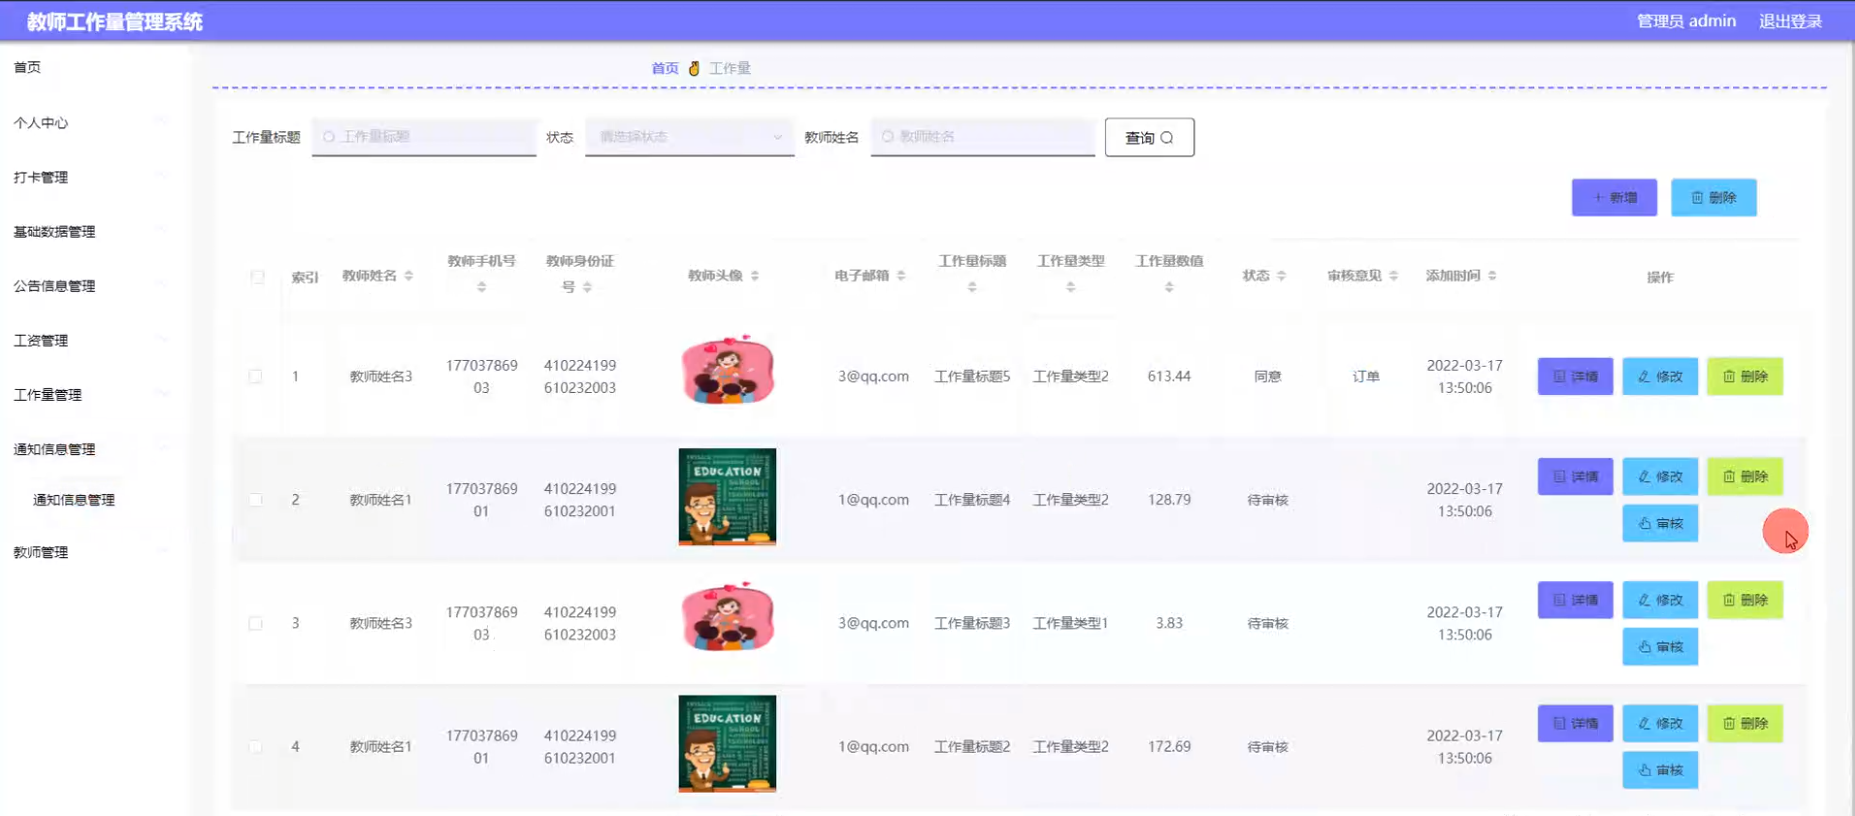 教师工作量管理系统
管理员 admin 退出登录
首页
个人中心
打卡管理
基础数据管理
公告信息管理
工资管理
工作量管理
通知信息管理
通知信息管理
教师管理
首页 工作量
工作量标题 工作量标题 状态 请选择状态 教师姓名 教师姓名 查询
+ 新增 删除
索引 教师姓名 教师手机号 教师身份证号 教师头像 电子邮箱 工作量标题 工作量类型 工作量数值 状态 审核意见 添加时间 操作
1 教师姓名3 17703786903 410224199610232003 3@qq.com 工作量标题5 工作量类型2 613.44 同意 订单 2022-03-17 13:50:06 详情 修改 删除
2 教师姓名1 17703786901 410224199610232001 EDUCATION SCHOOL 1@qq.com 工作量标题4 工作量类型2 128.79 待审核 2022-03-17 13:50:06 详情 修改 删除
审核
3 教师姓名3 17703786903 410224199610232003 3@qq.com 工作量标题3 工作量类型1 3.83 待审核 2022-03-17 13:50:06 详情 修改 删除
审核
4 教师姓名1 17703786901 410224199610232001 EDUCATION SCHOOL 1@qq.com 工作量标题2 工作量类型2 172.69 待审核 2022-03-17 13:50:06 详情 修改 删除
审核